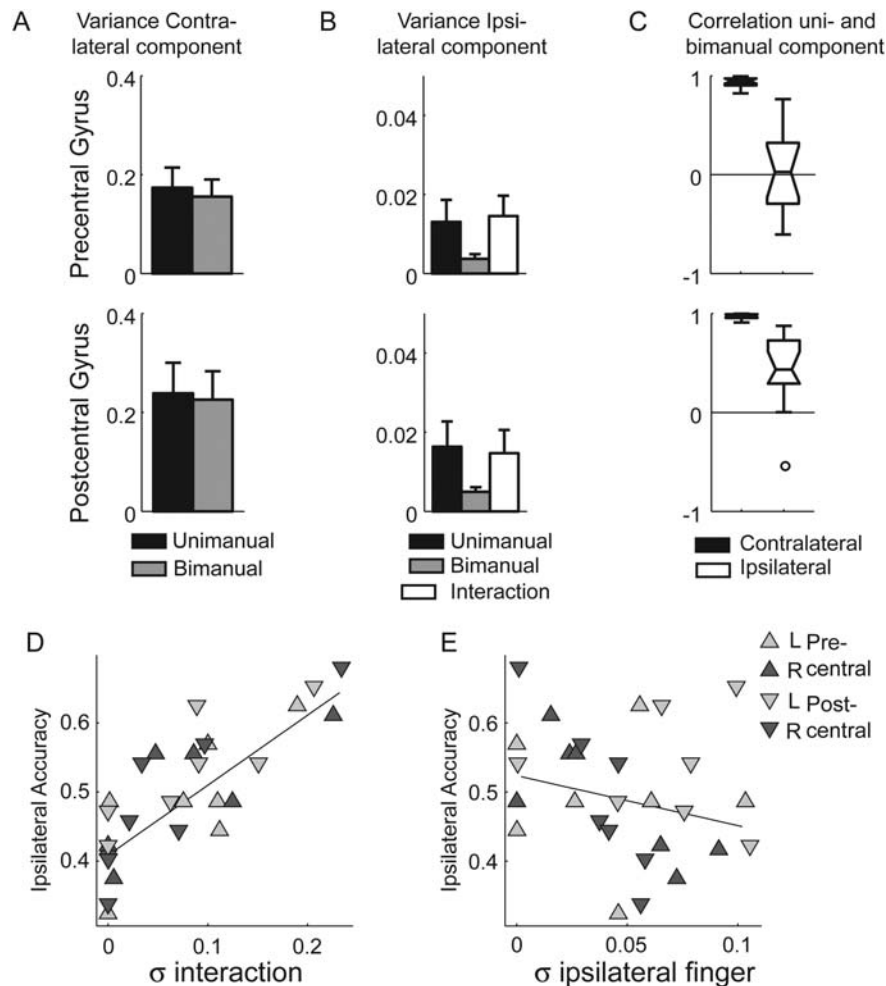 A Variance Contra-
lateral component
B Variance Ipsi-
lateral component
C Correlation uni- and
bimanual component
Precentral Gyrus
0.4
0.2
0
0.04
0.02
0
1
0
-1
Postcentral Gyrus
0.4
0.2
0
0.04
0.02
0
1
0
-1
Unimanual
Bimanual
Unimanual
Bimanual
Interaction
Contralateral
Ipsilateral
D
Ipsilateral Accuracy
0.6
0.5
0.4
0 0.1 0.2
σ interaction
E
Ipsilateral Accuracy
0.6
0.5
0.4
0 0.05 0.1
σ ipsilateral finger
L Pre-
R central
L Post-
R central